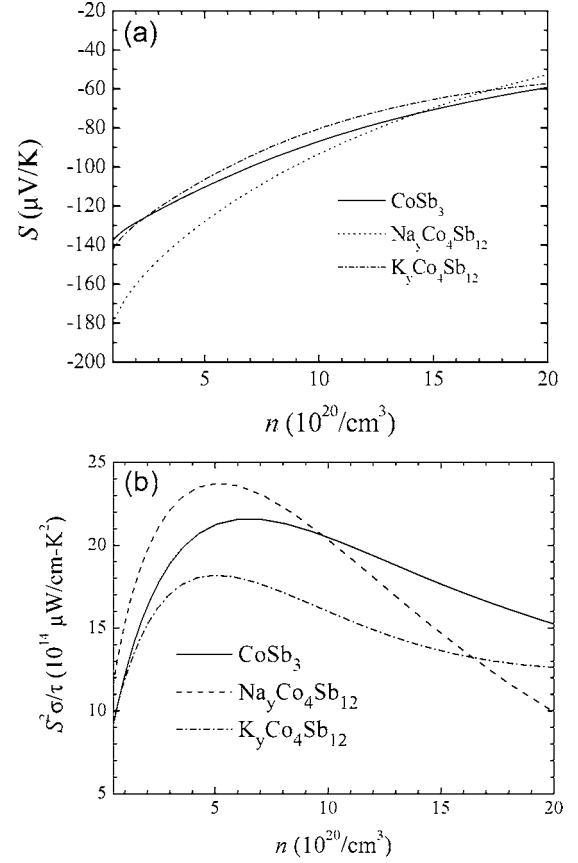 (a)
-20
-40
-60
-80
-100
-120
-140
-160
-180
-200
S (μV/K)
CoSb3
NayCo4Sb12
KyCo4Sb12
5 10 15 20
n (10^20/cm^3)
(b)
25
20
15
10
5
S^2σ/τ (10^14 μW/cm-K^2)
CoSb3
NayCo4Sb12
KyCo4Sb12
5 10 15 20
n (10^20/cm^3)